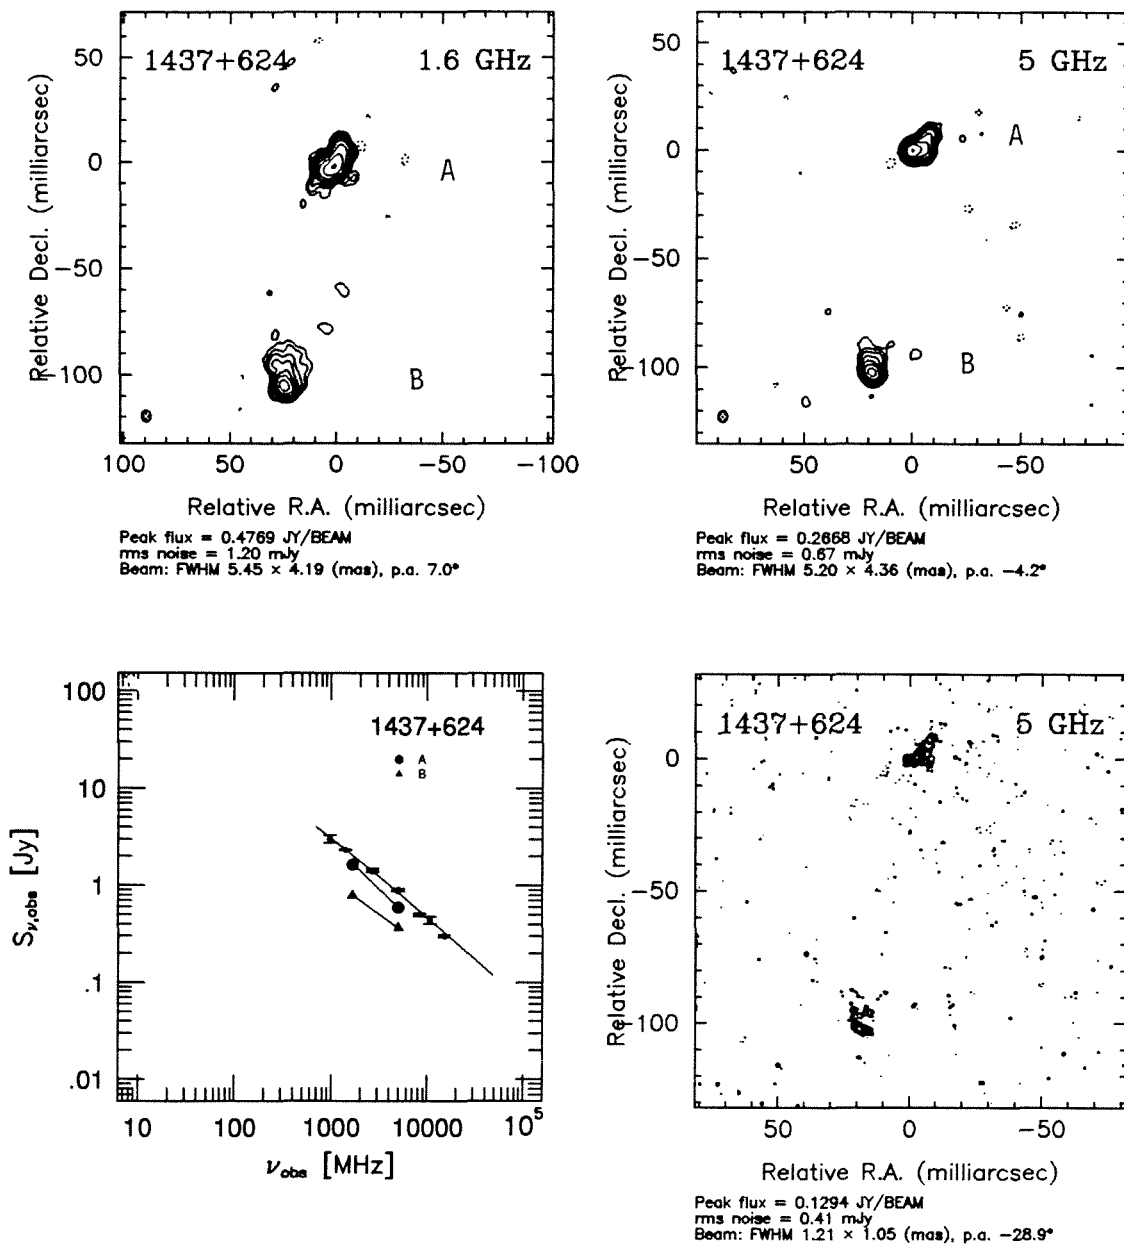 1437+624 1.6 GHz
A
B
50
0
−50
−100
Relative Decl. (milliarcsec)
100 50 0 −50 −100
Relative R.A. (milliarcsec)
Peak flux = 0.4769 JY/BEAM
rms noise = 1.20 mJy
Beam: FWHM 5.45 × 4.19 (mas), p.a. 7.0°
1437+624 5 GHz
A
B
50
0
−50
−100
Relative Decl. (milliarcsec)
50 0 −50
Relative R.A. (milliarcsec)
Peak flux = 0.2668 JY/BEAM
rms noise = 0.67 mJy
Beam: FWHM 5.20 × 4.36 (mas), p.a. −4.2°
1437+624
A
B
100
10
1
.1
.01
Sν,obs [Jy]
10 100 1000 10000 10⁵
νobs [MHz]
1437+624 5 GHz
0
−50
−100
Relative Decl. (milliarcsec)
50 0 −50
Relative R.A. (milliarcsec)
Peak flux = 0.1294 JY/BEAM
rms noise = 0.41 mJy
Beam: FWHM 1.21 × 1.05 (mas), p.a. −28.9°